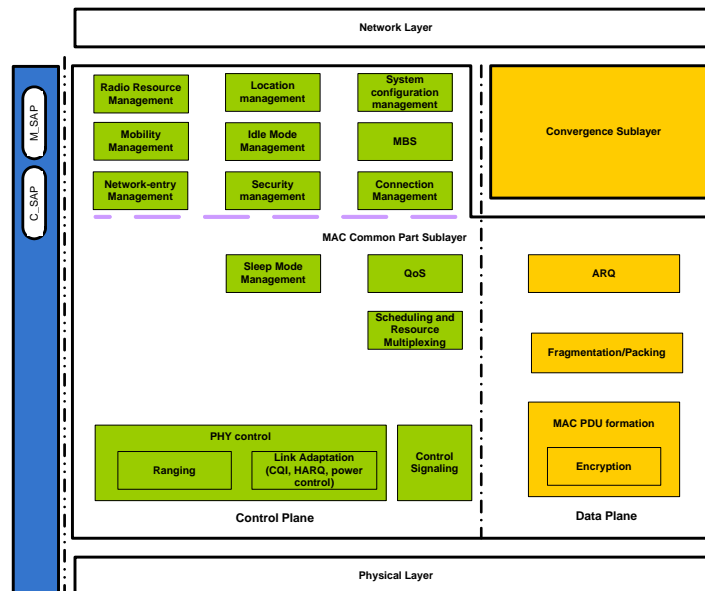 Network Layer
M_SAP
C_SAP
Radio Resource
Management
Location
management
System
configuration
management
Mobility
Management
Idle Mode
Management
MBS
Network-entry
Management
Security
management
Connection
Management
Convergence Sublayer
MAC Common Part Sublayer
Sleep Mode
Management
QoS
Scheduling and
Resource
Multiplexing
ARQ
Fragmentation/Packing
PHY control
Ranging
Link Adaptation
(CQI, HARQ, power
control)
Control
Signaling
MAC PDU formation
Encryption
Control Plane
Data Plane
Physical Layer